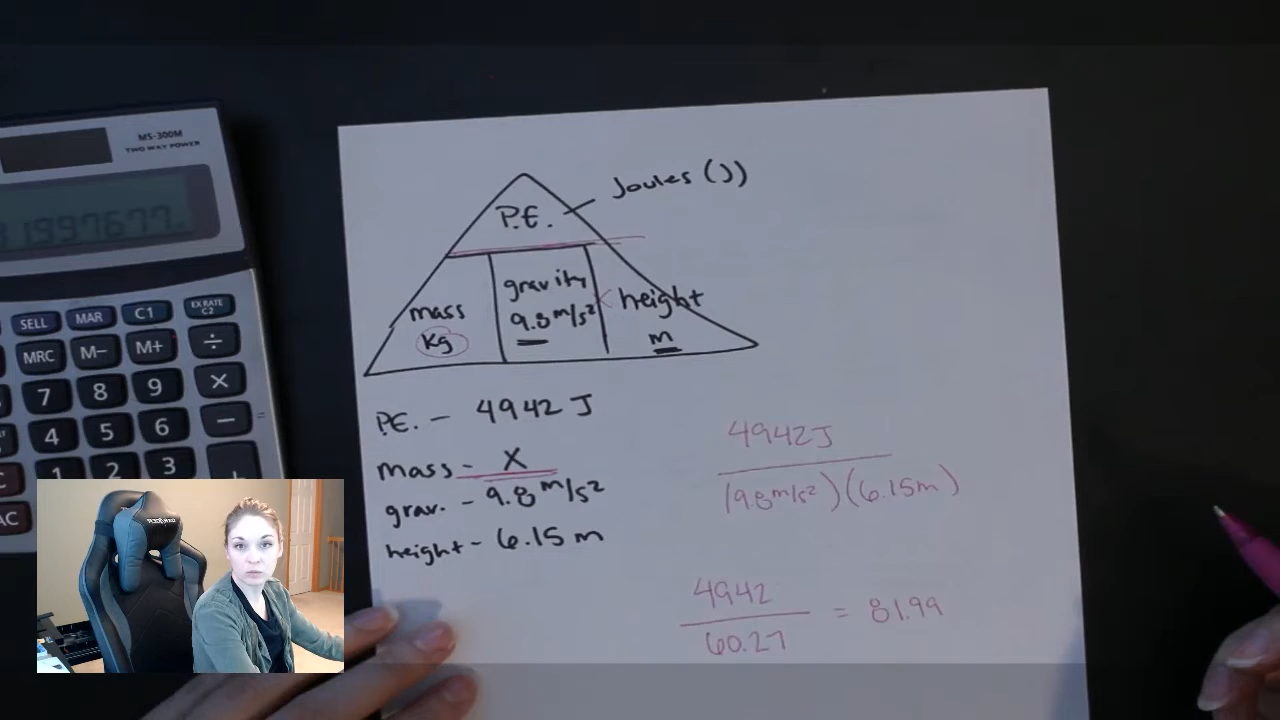 MS-300M
TWO WAY POWER
SELL MAR C1 EX RATE C2
MRC M– M+ ÷
7 8 9 ×
4 5 6 –
1 2 3 +
AC
P.E. Joules (J)
mass gravity height
kg 9.8 m/s² m
P.E. – 4942 J
mass – X
grav. – 9.8 m/s²
height – 6.15 m
4942J
(9.8 m/s²) (6.15m)
4942
60.27 = 81.99